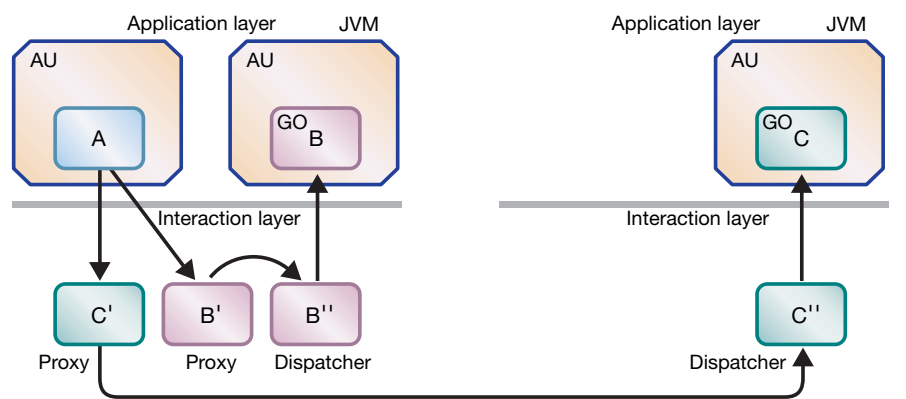 Application layer JVM
Application layer JVM
AU
AU
AU
A
GO
B
GO
C
Interaction layer
Interaction layer
C'
B'
B''
C''
Proxy
Proxy
Dispatcher
Dispatcher